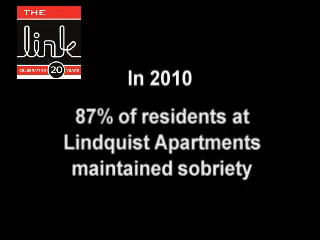 THE
Link
CELEBRATING 20 YEARS
In 2010
87% of residents at
Lindquist Apartments
maintained sobriety